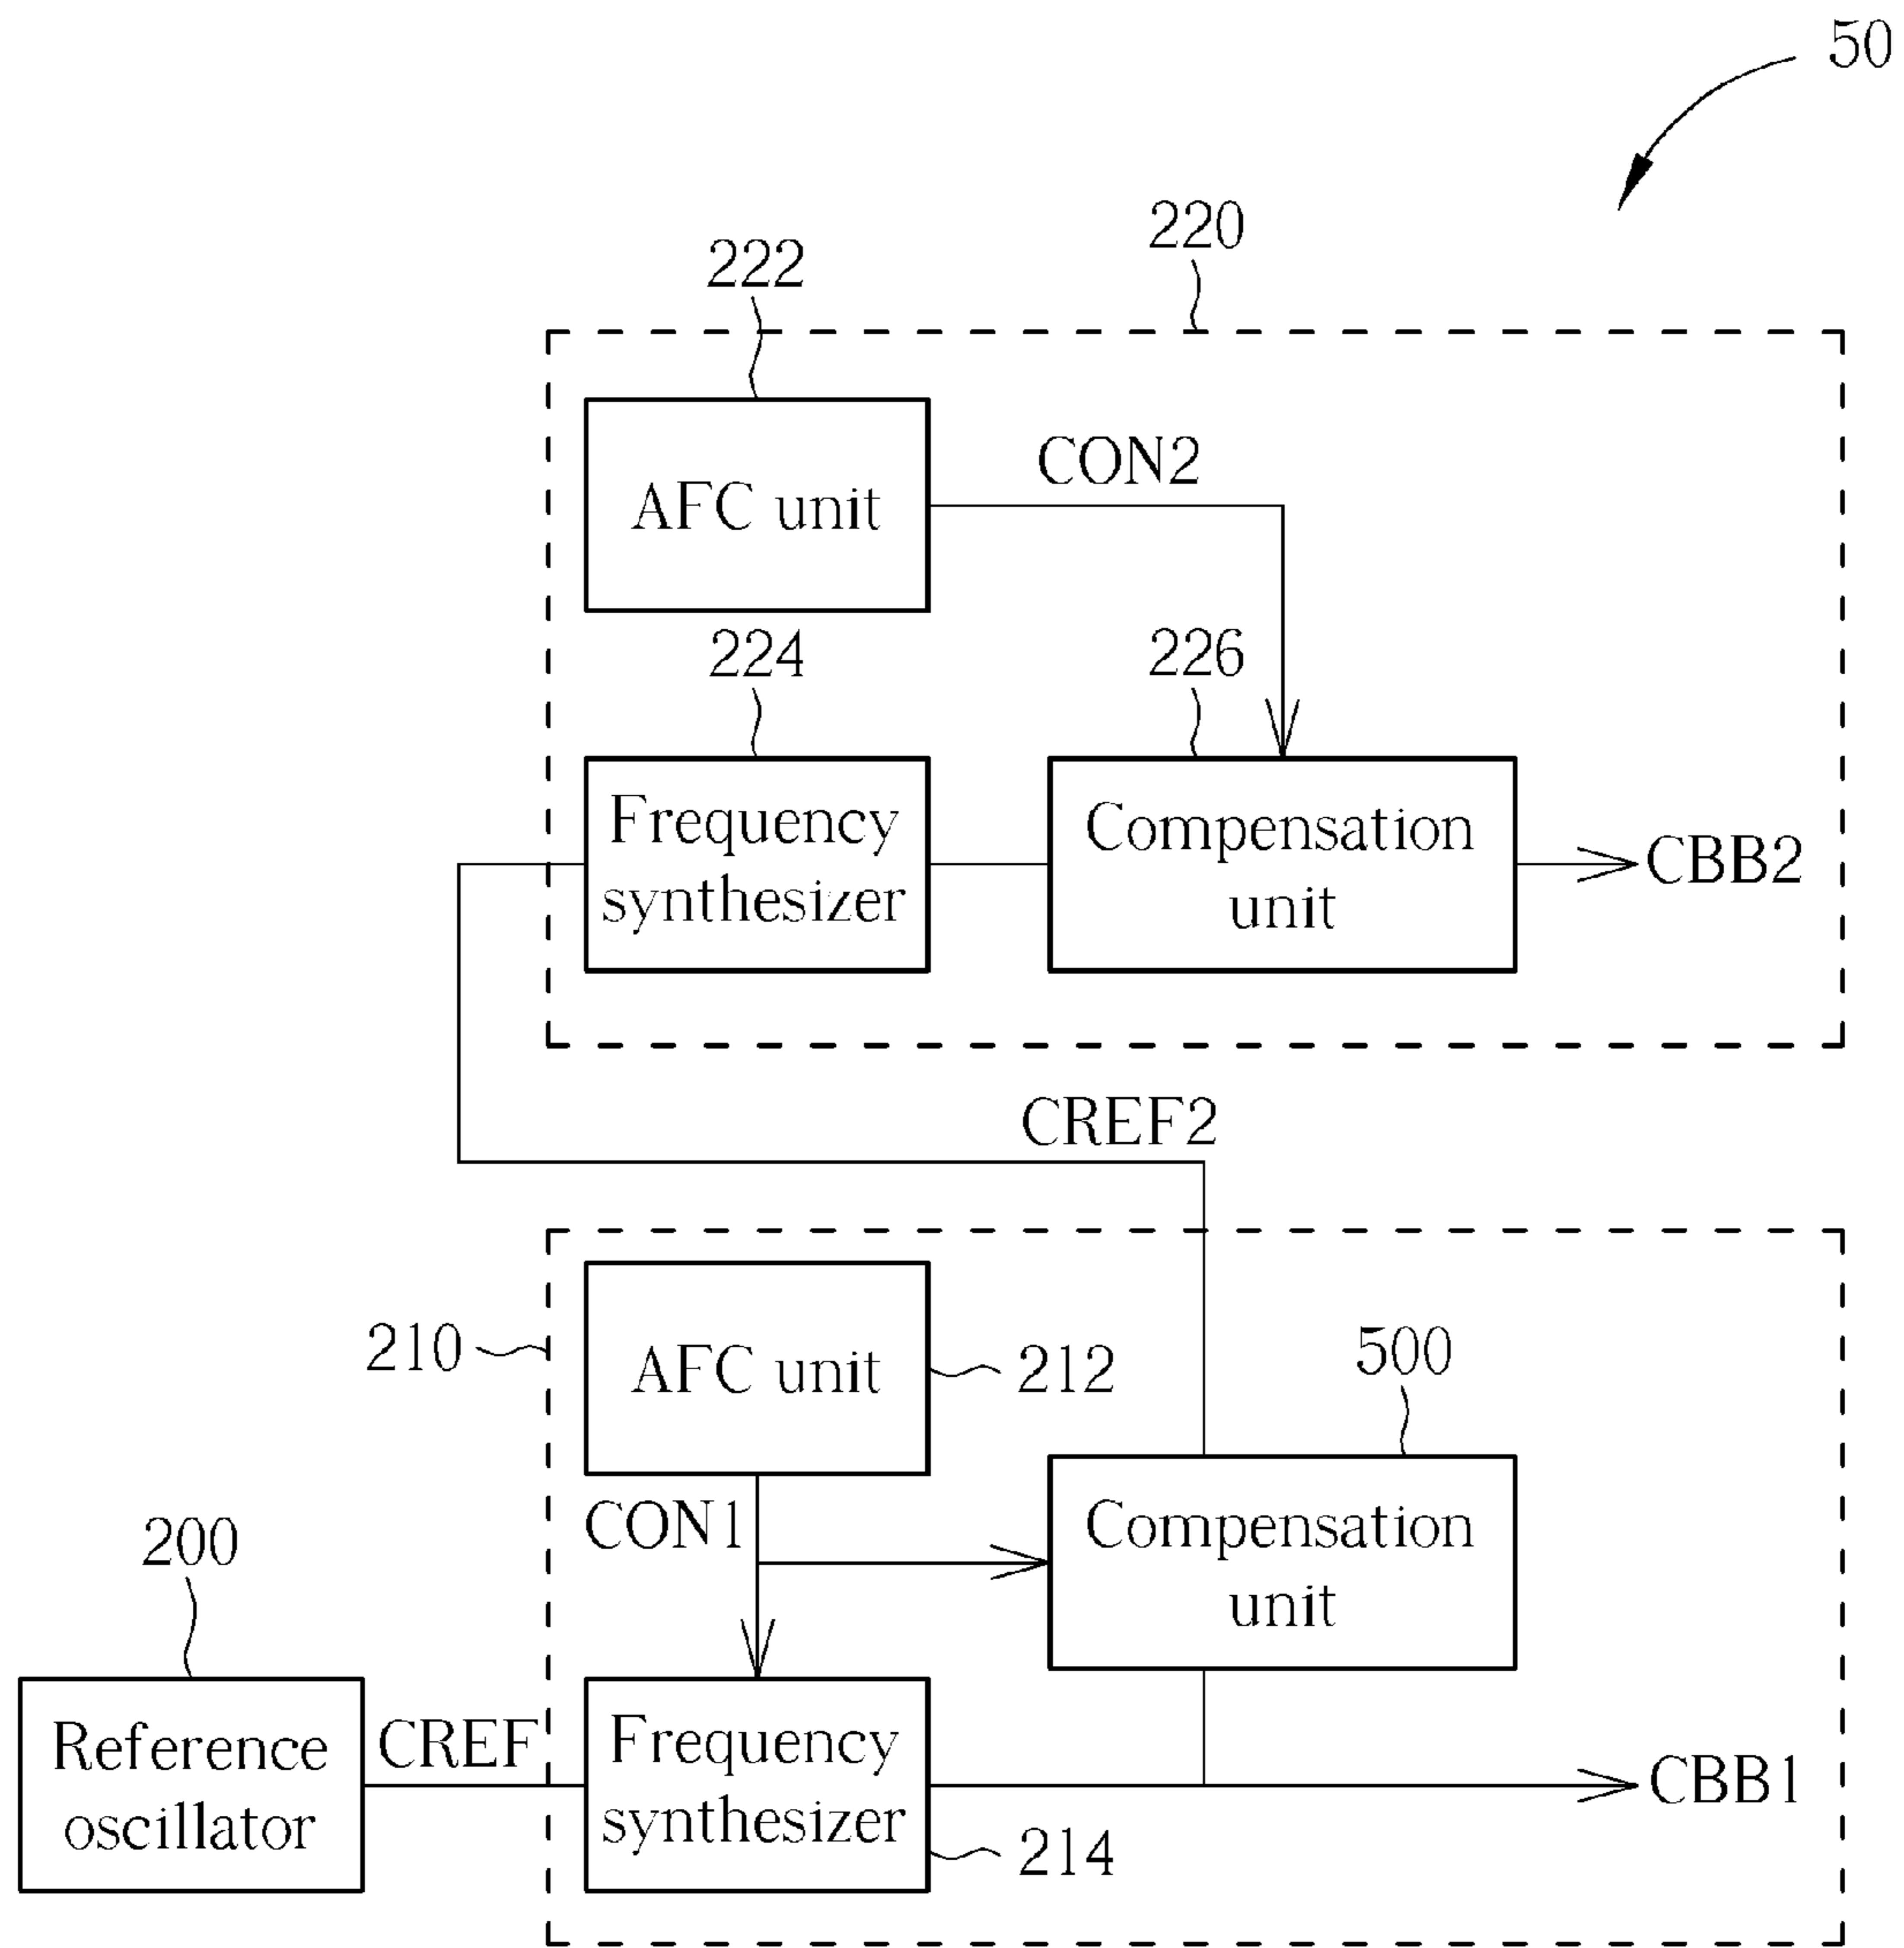 50
220
222
CON2
AFC unit
224
226
Frequency
synthesizer
Compensation
unit
CBB2
CREF2
210
AFC unit
212
500
CON1
Compensation
unit
200
Reference
oscillator
CREF
Frequency
synthesizer
CBB1
214